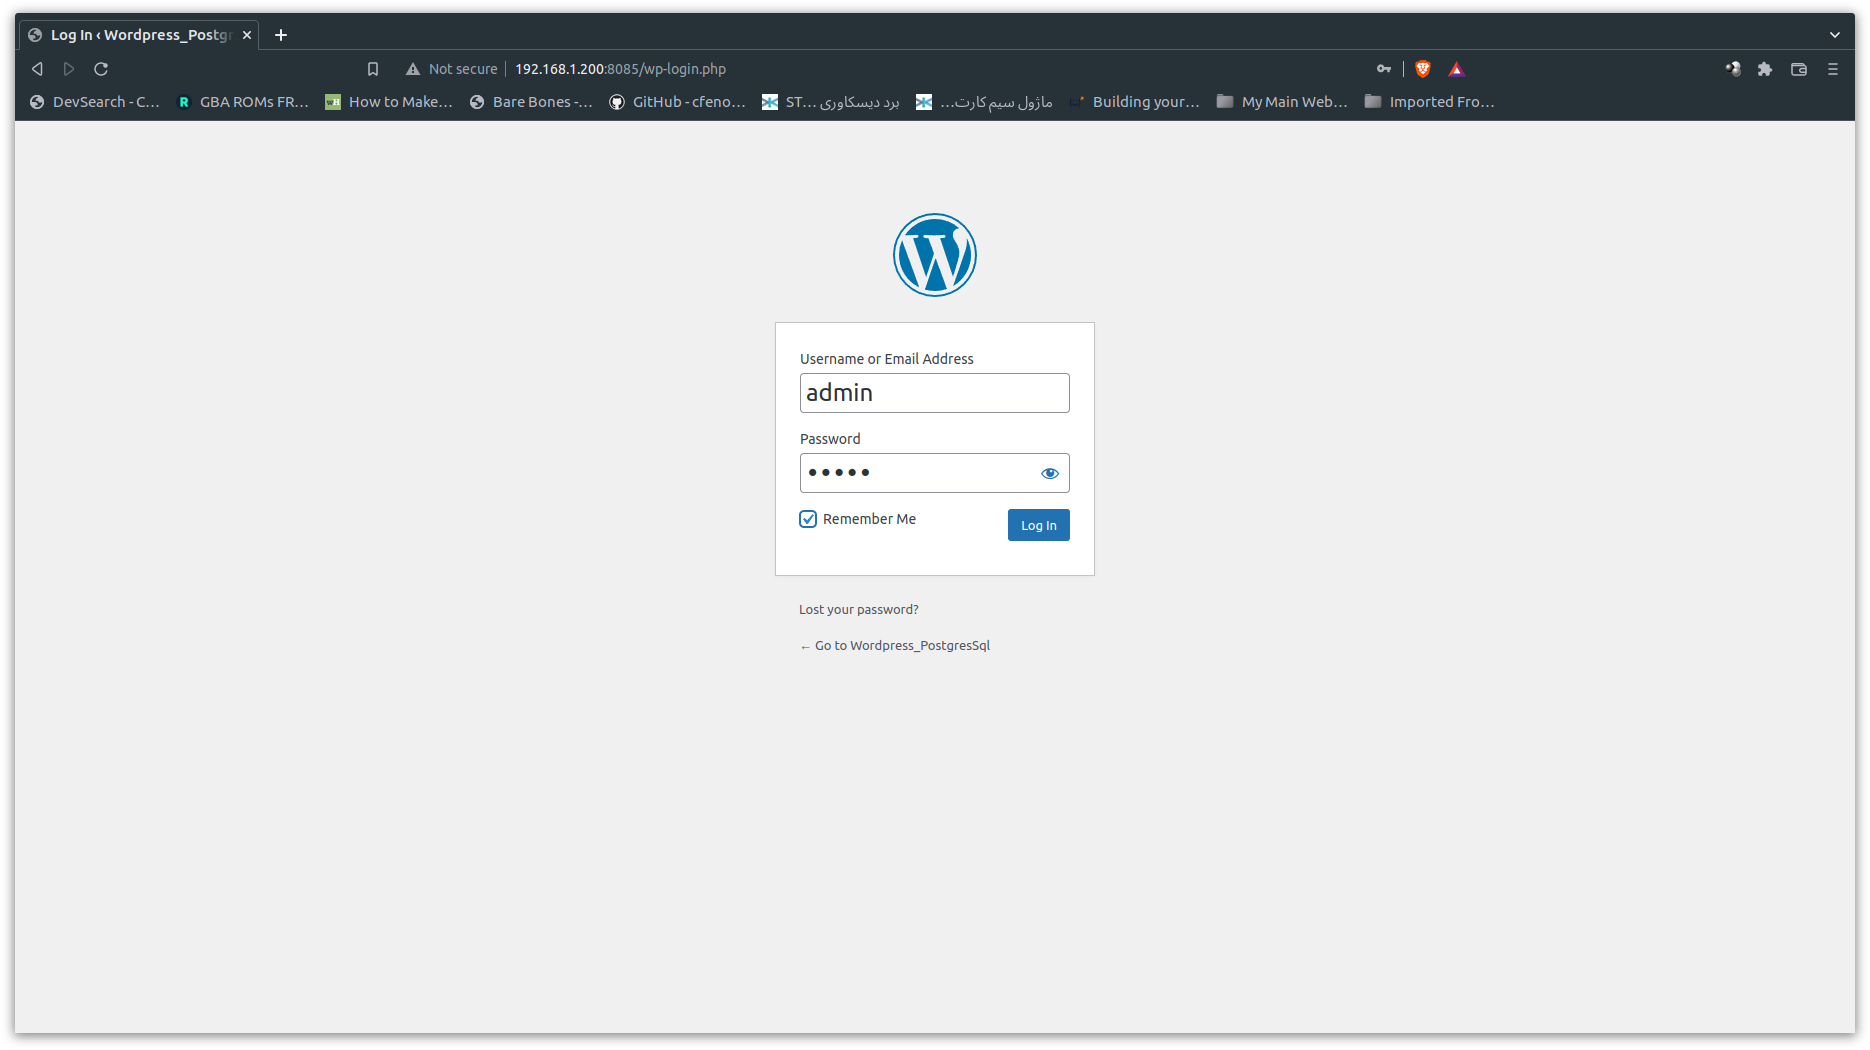 Log In ‹ Wordpress_Postgr
Not secure 192.168.1.200:8085/wp-login.php
DevSearch - C... GBA ROMs FR... How to Make... Bare Bones -... GitHub - cfeno... برد دیسکاوری ST... ماژول سیم کارت... Building your... My Main Web... Imported Fro...
Username or Email Address
admin
Password
•••••
Remember Me Log In
Lost your password?
← Go to Wordpress_PostgresSql